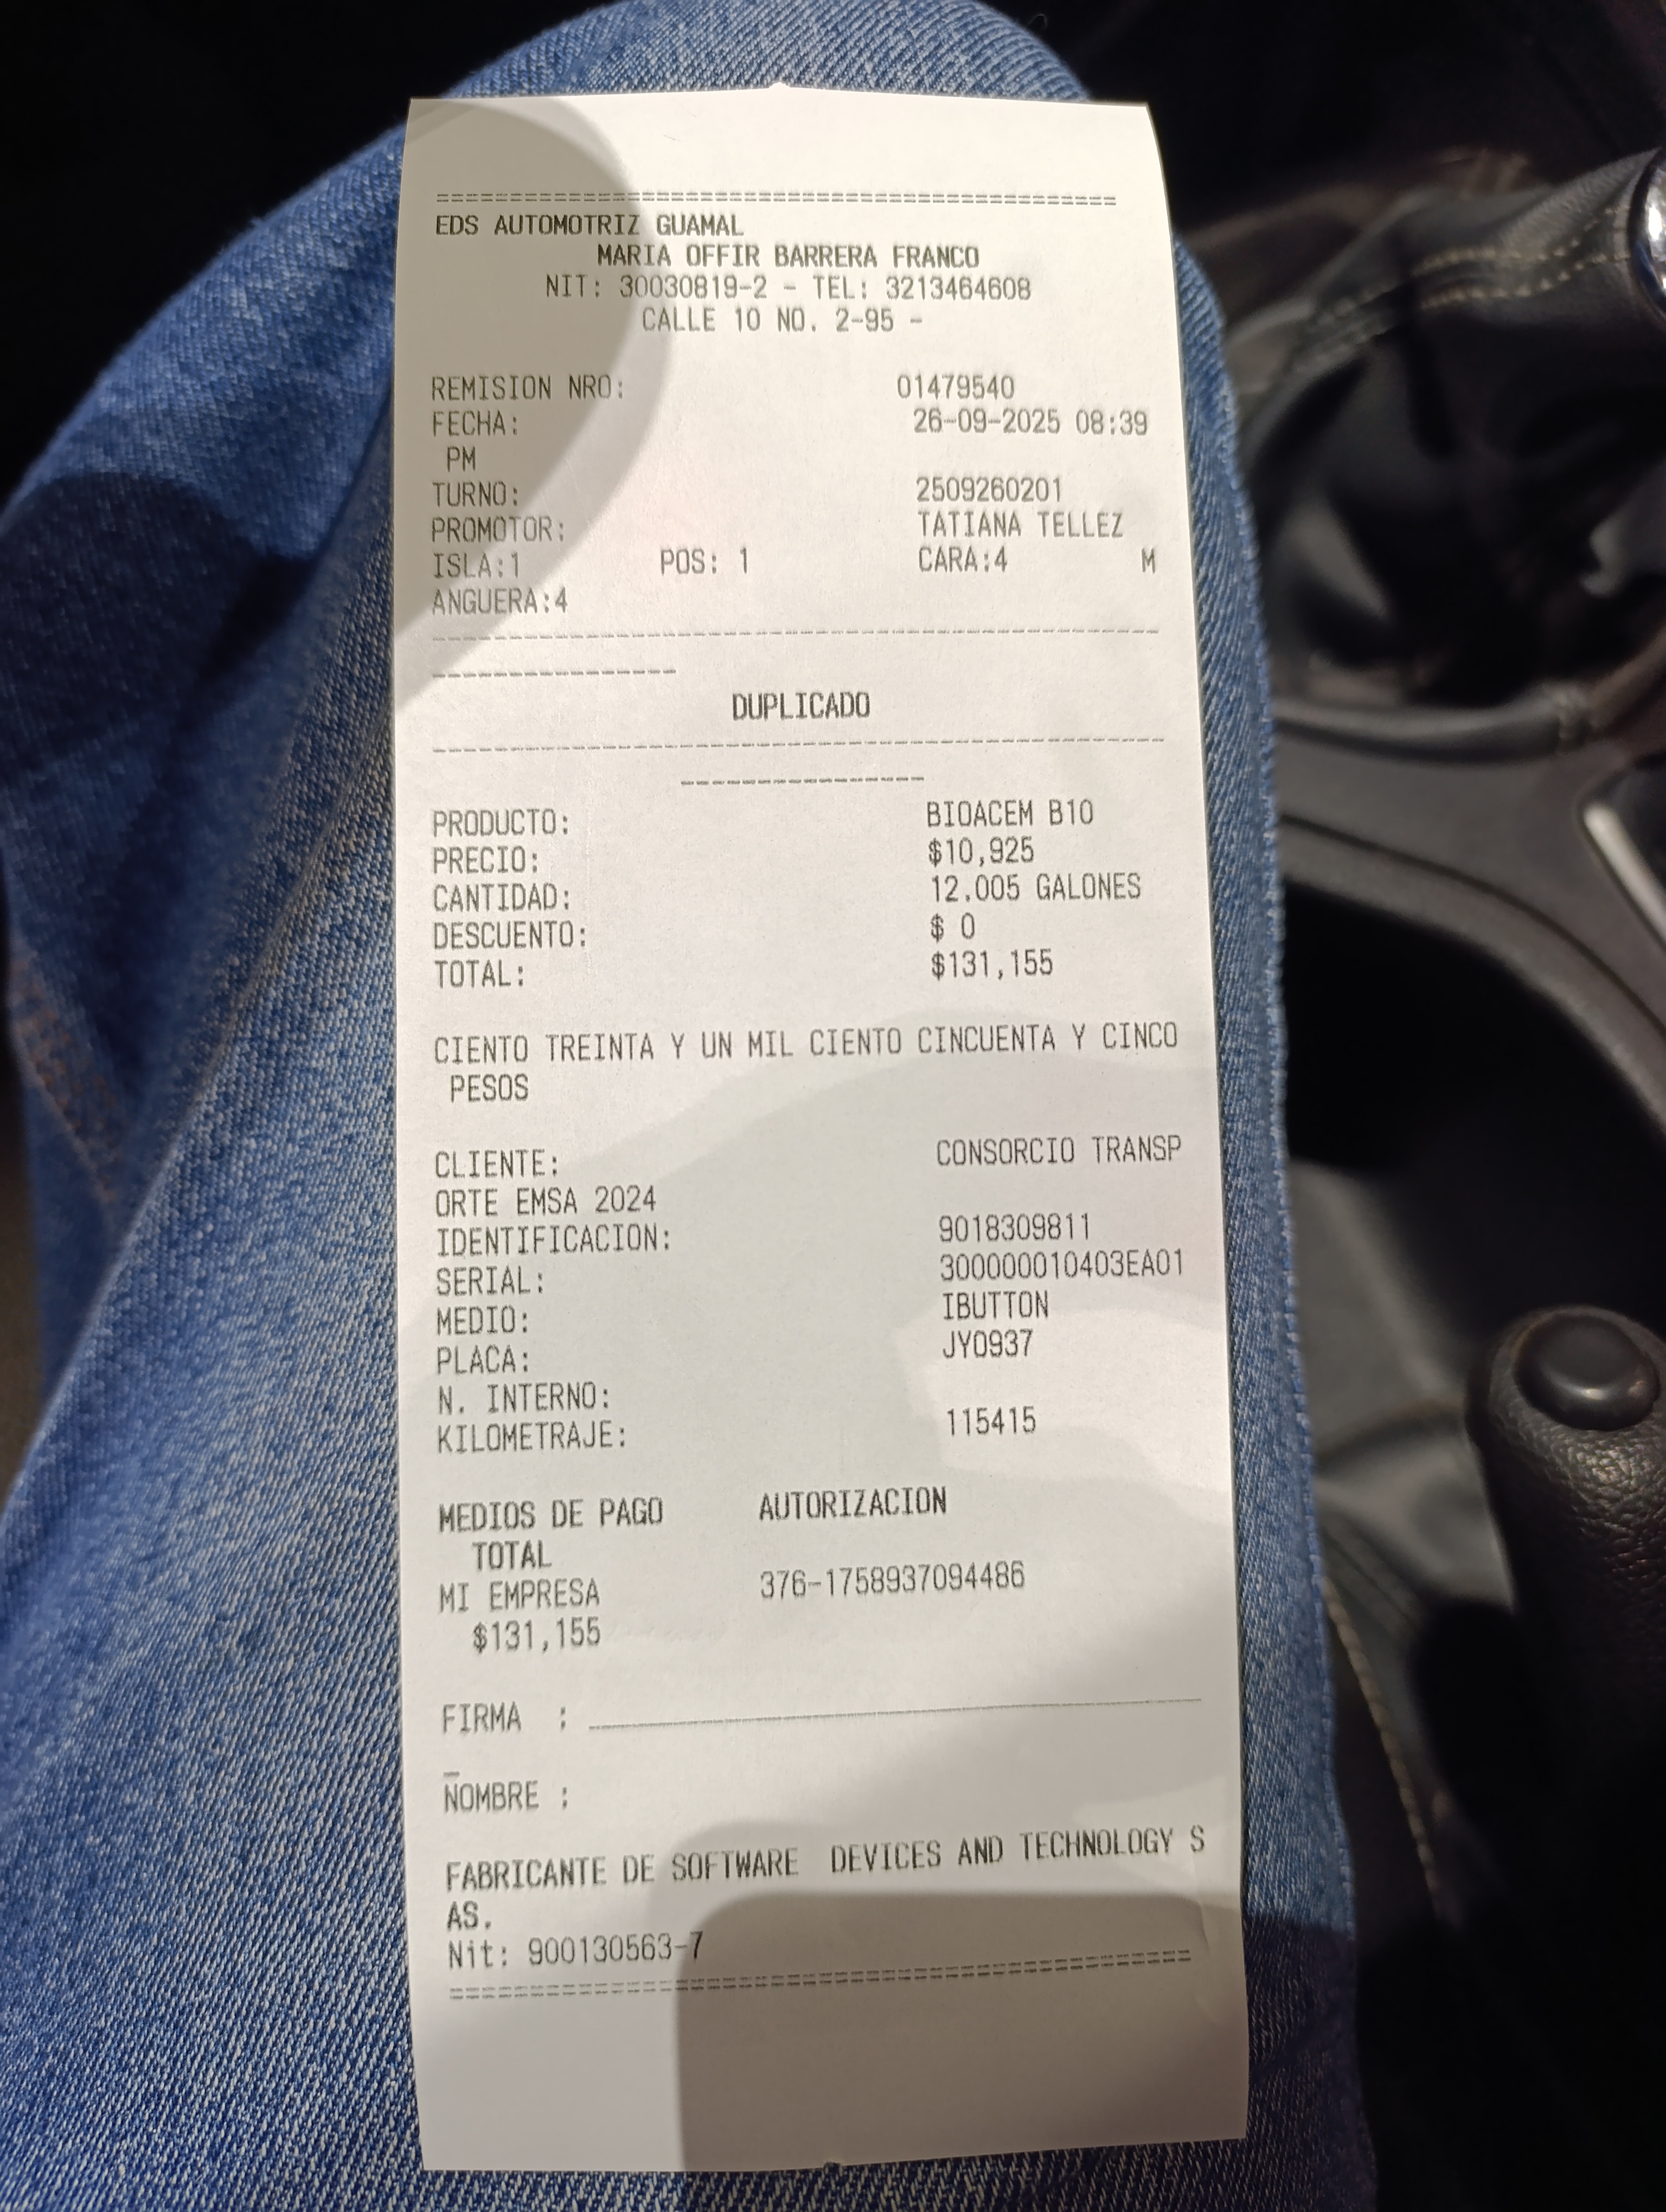 EDS AUTOMOTRIZ GUAMAL
MARIA OFFIR BARRERA FRANCO
NIT: 30030819-2 - TEL: 3213464608
CALLE 10 NO. 2-95 -
REMISION NRO: 01479540
FECHA: 26-09-2025 08:39
PM
TURNO: 2509260201
PROMOTOR: TATIANA TELLEZ
ISLA:1 POS: 1 CARA:4 M
ANGUERA:4
DUPLICADO
PRODUCTO: BIOACEM B10
PRECIO: $10,925
CANTIDAD: 12.005 GALONES
DESCUENTO: $ 0
TOTAL: $131,155
CIENTO TREINTA Y UN MIL CIENTO CINCUENTA Y CINCO
PESOS
CLIENTE: CONSORCIO TRANSP
ORTE EMSA 2024
IDENTIFICACION: 9018309811
SERIAL: 300000010403EA01
MEDIO: IBUTTON
PLACA: JYO937
N. INTERNO:
KILOMETRAJE: 115415
MEDIOS DE PAGO AUTORIZACION
TOTAL
MI EMPRESA 376-1758937094486
$131,155
FIRMA :
NOMBRE :
FABRICANTE DE SOFTWARE DEVICES AND TECHNOLOGY S
AS.
Nit: 900130563-7